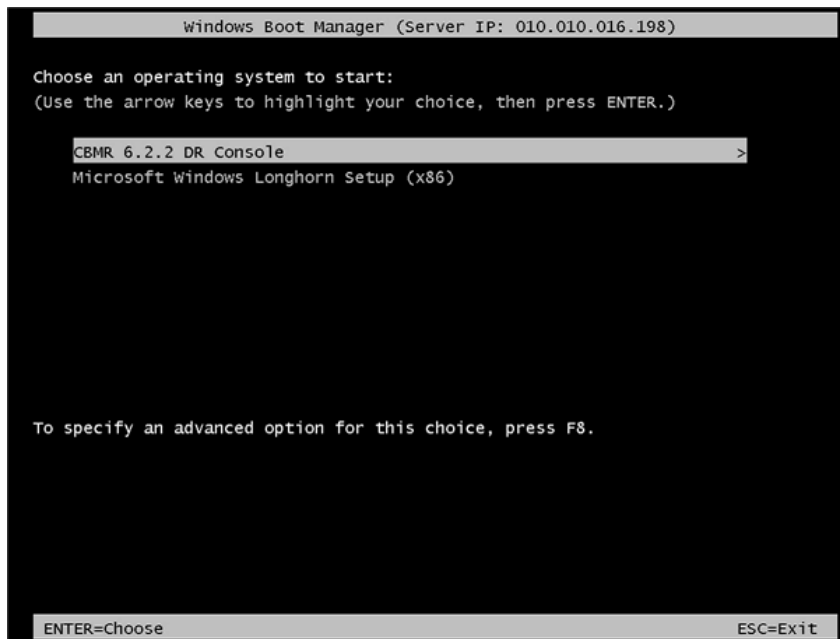 Windows Boot Manager (Server IP: 010.010.016.198)
Choose an operating system to start:
(Use the arrow keys to highlight your choice, then press ENTER.)
CBMR 6.2.2 DR Console >
Microsoft Windows Longhorn Setup (x86)
To specify an advanced option for this choice, press F8.
ENTER=Choose ESC=Exit